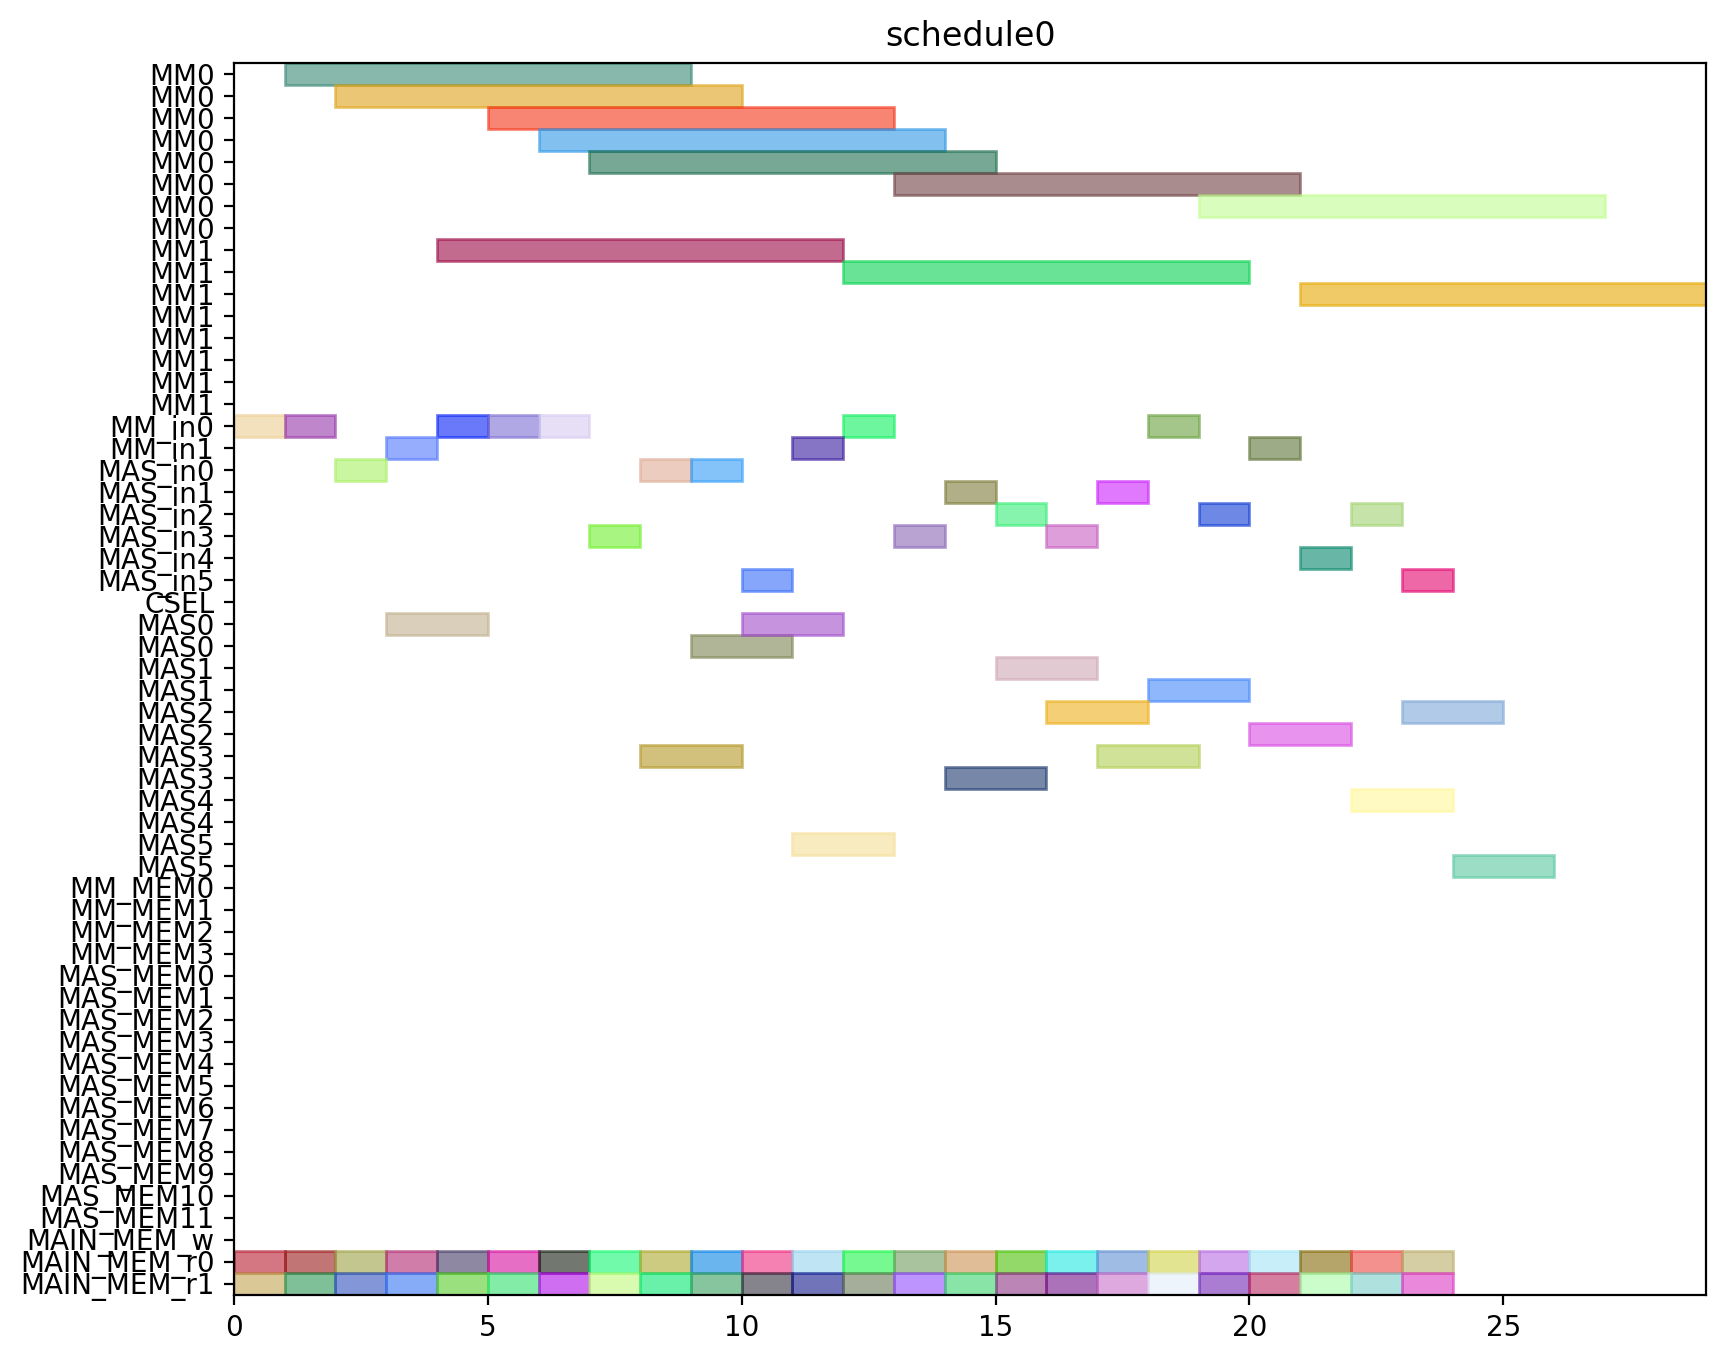 schedule0
MM0
MM0
MM0
MM0
MM0
MM0
MM0
MM0
MM1
MM1
MM1
MM1
MM1
MM1
MM1
MM1
MM_in0
MM_in1
MAS_in0
MAS_in1
MAS_in2
MAS_in3
MAS_in4
MAS_in5
CSEL
MAS0
MAS0
MAS1
MAS1
MAS2
MAS2
MAS3
MAS3
MAS4
MAS4
MAS5
MAS5
MM_MEM0
MM_MEM1
MM_MEM2
MM_MEM3
MAS_MEM0
MAS_MEM1
MAS_MEM2
MAS_MEM3
MAS_MEM4
MAS_MEM5
MAS_MEM6
MAS_MEM7
MAS_MEM8
MAS_MEM9
MAS_MEM10
MAS_MEM11
MAIN_MEM_w
MAIN_MEM_r0
MAIN_MEM_r1
0 5 10 15 20 25